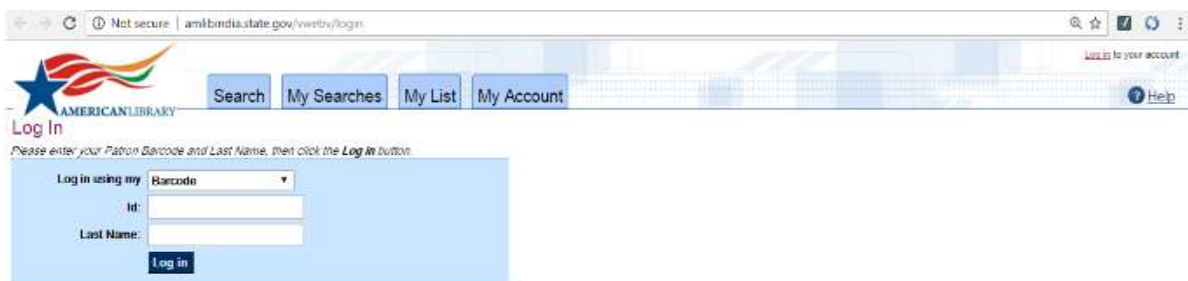 Not secure | amlibindia.state.gov/vwebv/login
Log in to your account
Search My Searches My List My Account
Help
AMERICAN LIBRARY
Log In
Please enter your Patron Barcode and Last Name, then click the Log in button.
Log in using my Barcode
Id:
Last Name:
Log in